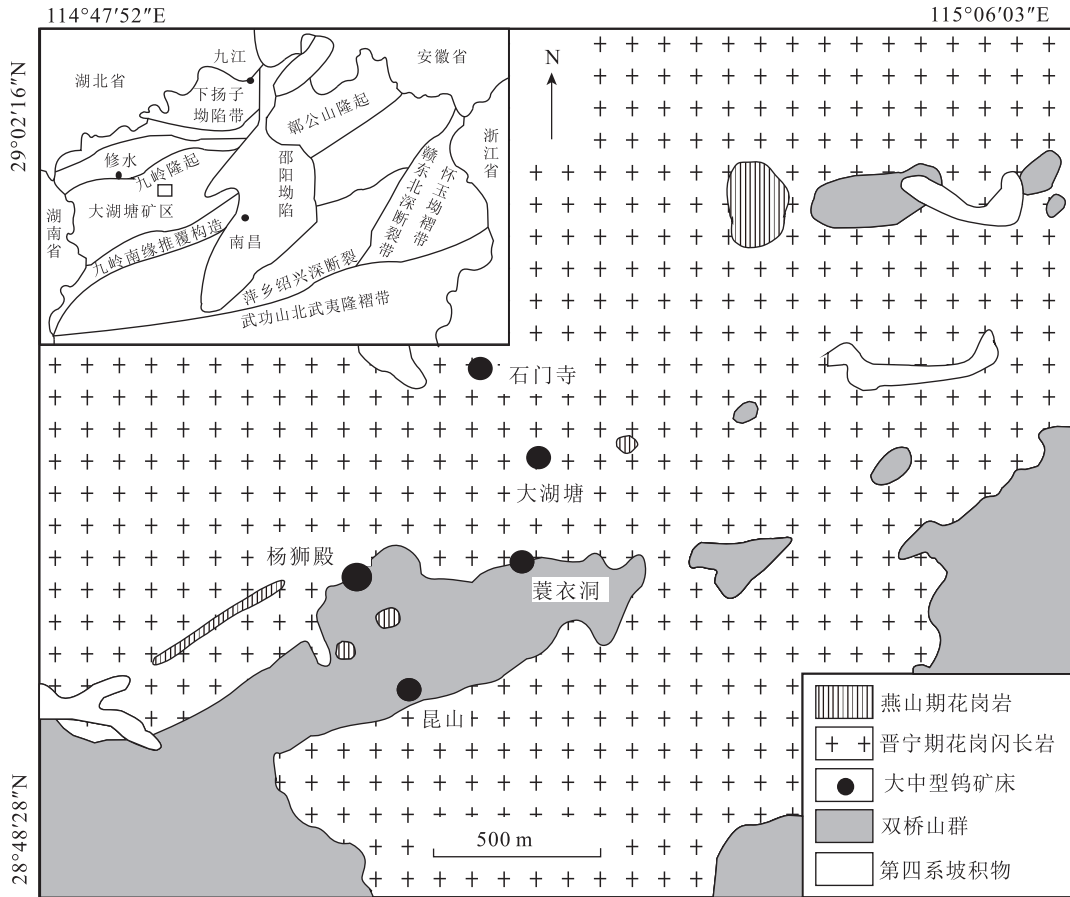 114°47′52″E
115°06′03″E
29°02′16″N
28°48′28″N
九江
安徽省
湖北省
下扬子
坳陷带
鄣公山隆起
浙江省
修水
九岭隆起
邵阳坳陷
赣东北深断裂带
怀玉坳褶带
大湖塘矿区
湖南省
南昌
九岭南缘推覆构造
萍乡绍兴深断裂
武功山北武夷隆褶带
N
石门寺
大湖塘
杨狮殿
蓑衣洞
昆山
500 m
燕山期花岗岩
晋宁期花岗闪长岩
大中型钨矿床
双桥山群
第四系坡积物